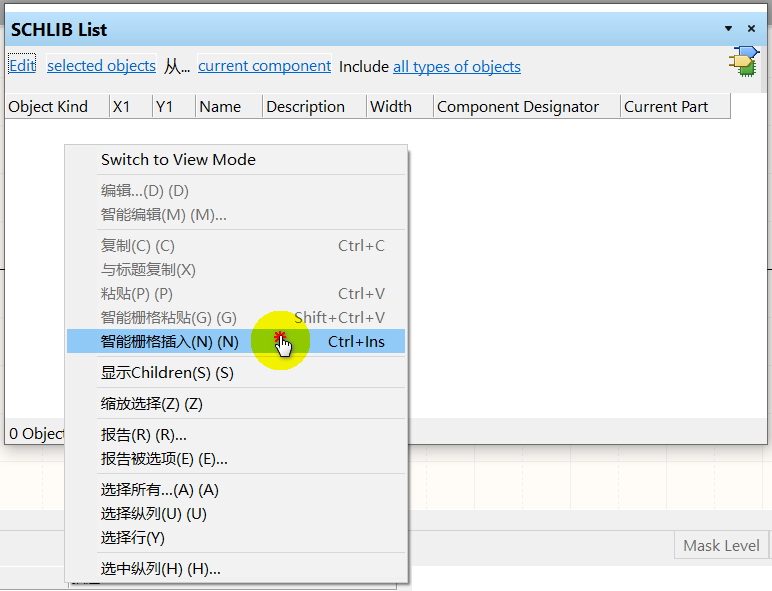 SCHLIB List
Edit selected objects 从... current component Include all types of objects
Object Kind X1 Y1 Name Description Width Component Designator Current Part
Switch to View Mode
编辑...(D) (D)
智能编辑(M) (M)...
复制(C) (C) Ctrl+C
与标题复制(X)
粘贴(P) (P) Ctrl+V
智能栅格粘贴(G) (G) Shift+Ctrl+V
智能栅格插入(N) (N) Ctrl+Ins
显示Children(S) (S)
缩放选择(Z) (Z)
0 Object
报告(R) (R)...
报告被选项(E) (E)...
选择所有...(A) (A)
选择纵列(U) (U)
选择行(Y)
Mask Level
选中纵列(H) (H)...